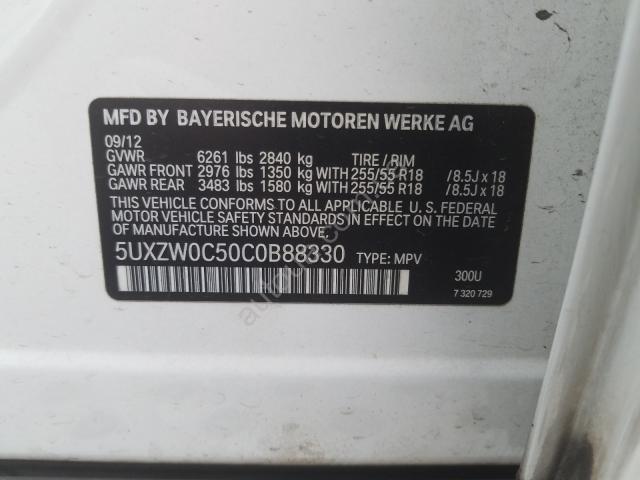 MFD BY BAYERISCHE MOTOREN WERKE AG
09/12
GVWR 6261 lbs 2840 kg TIRE / RIM
GAWR FRONT 2976 lbs 1350 kg WITH 255/55 R18 /8.5J x 18
GAWR REAR 3483 lbs 1580 kg WITH 255/55 R18 /8.5J x 18
THIS VEHICLE CONFORMS TO ALL APPLICABLE U. S. FEDERAL
MOTOR VEHICLE SAFETY STANDARDS IN EFFECT ON THE DATE
OF MANUFACTURE SHOWN ABOVE.
5UXZW0C50C0B88330 TYPE: MPV
300U
7 320 729